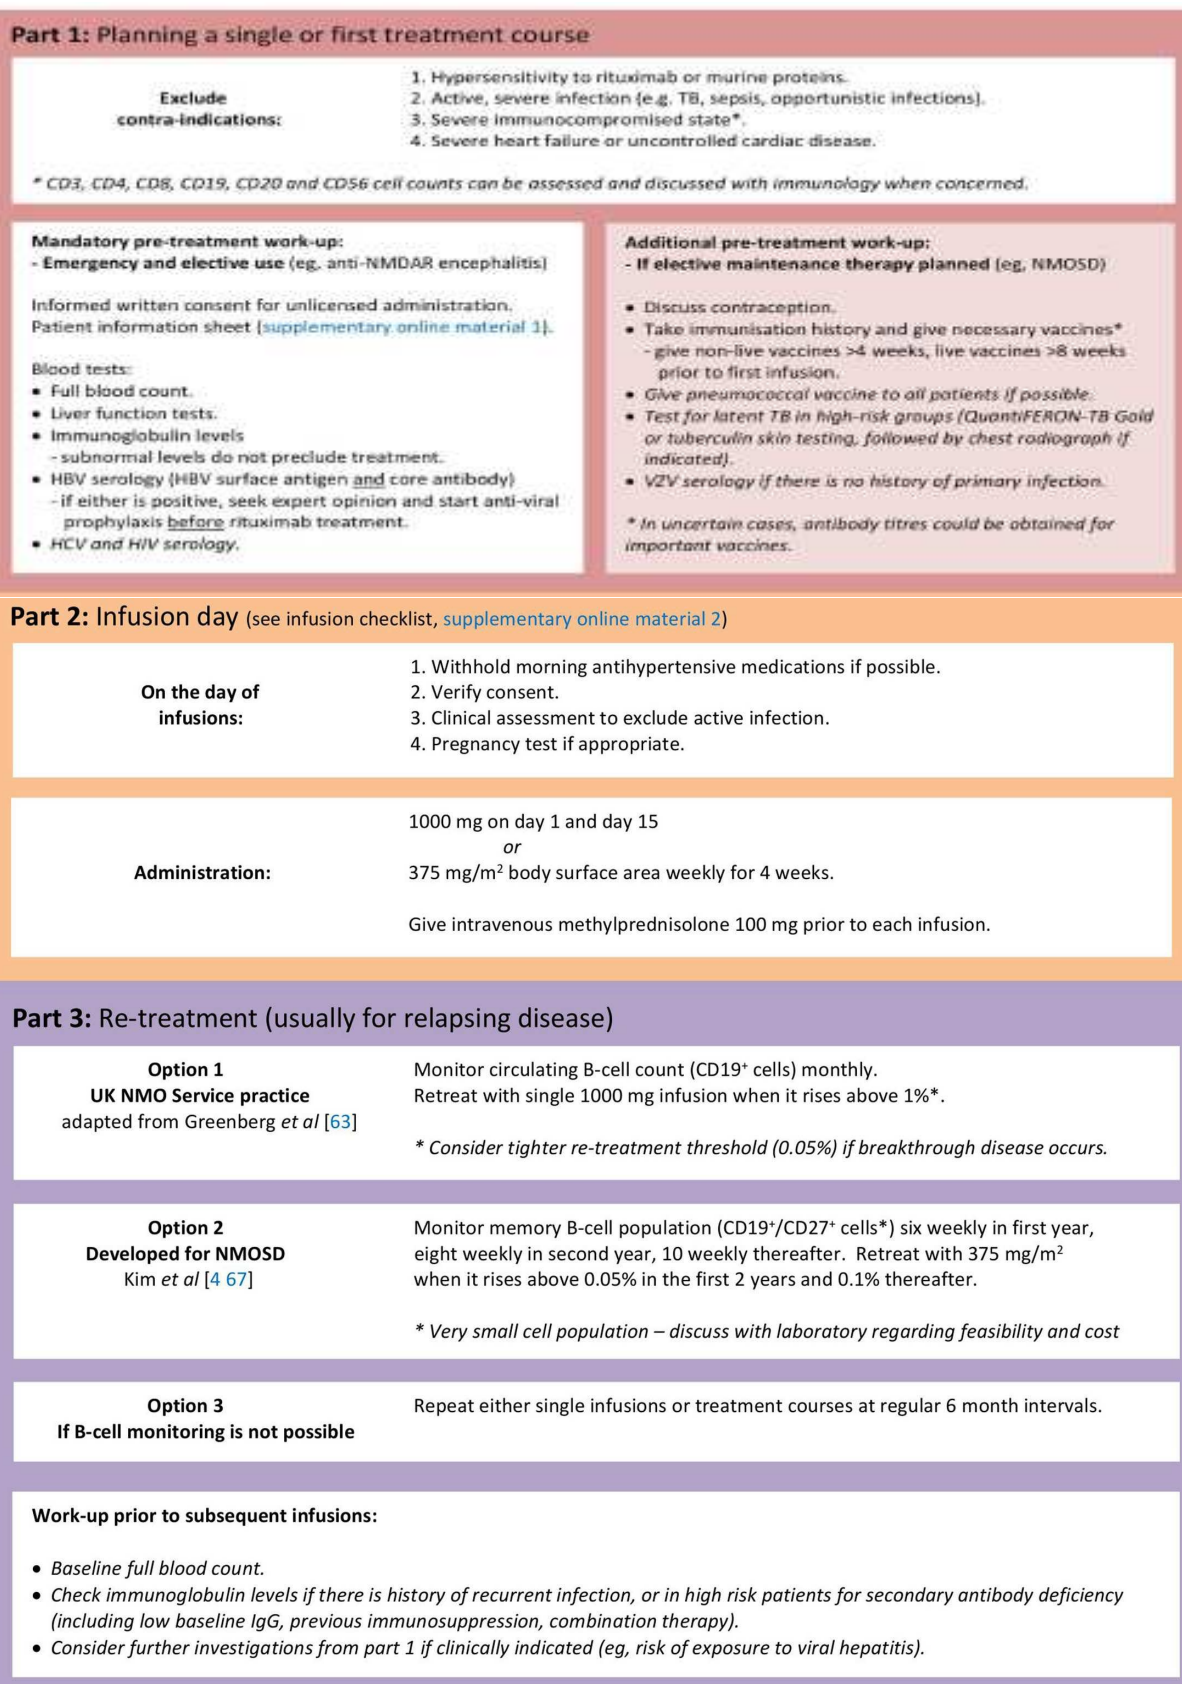 Part 1: Planning a single or first treatment course
Exclude
contra-indications:
1. Hypersensitivity to rituximab or murine proteins.
2. Active, severe infection (e.g. TB, sepsis, opportunistic infections).
3. Severe immunocompromised state*.
4. Severe heart failure or uncontrolled cardiac disease.
* CD3, CD4, CD8, CD19, CD20 and CD56 cell counts can be assessed and discussed with immunology when concerned.
Mandatory pre-treatment work-up:
- Emergency and elective use (eg, anti-NMDAR encephalitis)
Informed written consent for unlicensed administration.
Patient information sheet (supplementary online material 1).
Blood tests:
• Full blood count.
• Liver function tests.
• Immunoglobulin levels
- subnormal levels do not preclude treatment.
• HBV serology (HBV surface antigen and core antibody)
- if either is positive, seek expert opinion and start anti-viral
prophylaxis before rituximab treatment.
• HCV and HIV serology.
Additional pre-treatment work-up:
- If elective maintenance therapy planned (eg, NMOSD)
• Discuss contraception.
• Take immunisation history and give necessary vaccines*
- give non-live vaccines >4 weeks, live vaccines >8 weeks
prior to first infusion.
• Give pneumococcal vaccine to all patients if possible.
• Test for latent TB in high-risk groups (QuantiFERON-TB Gold
or tuberculin skin testing, followed by chest radiograph if
indicated).
• VZV serology if there is no history of primary infection.
* In uncertain cases, antibody titres could be obtained for
important vaccines.
Part 2: Infusion day (see infusion checklist, supplementary online material 2)
On the day of
infusions:
1. Withhold morning antihypertensive medications if possible.
2. Verify consent.
3. Clinical assessment to exclude active infection.
4. Pregnancy test if appropriate.
Administration:
1000 mg on day 1 and day 15
or
375 mg/m² body surface area weekly for 4 weeks.
Give intravenous methylprednisolone 100 mg prior to each infusion.
Part 3: Re-treatment (usually for relapsing disease)
Option 1
UK NMO Service practice
adapted from Greenberg et al [63]
Monitor circulating B-cell count (CD19⁺ cells) monthly.
Retreat with single 1000 mg infusion when it rises above 1%*.
* Consider tighter re-treatment threshold (0.05%) if breakthrough disease occurs.
Option 2
Developed for NMOSD
Kim et al [4 67]
Monitor memory B-cell population (CD19⁺/CD27⁺ cells*) six weekly in first year,
eight weekly in second year, 10 weekly thereafter. Retreat with 375 mg/m²
when it rises above 0.05% in the first 2 years and 0.1% thereafter.
* Very small cell population – discuss with laboratory regarding feasibility and cost
Option 3
If B-cell monitoring is not possible
Repeat either single infusions or treatment courses at regular 6 month intervals.
Work-up prior to subsequent infusions:
• Baseline full blood count.
• Check immunoglobulin levels if there is history of recurrent infection, or in high risk patients for secondary antibody deficiency
(including low baseline IgG, previous immunosuppression, combination therapy).
• Consider further investigations from part 1 if clinically indicated (eg, risk of exposure to viral hepatitis).